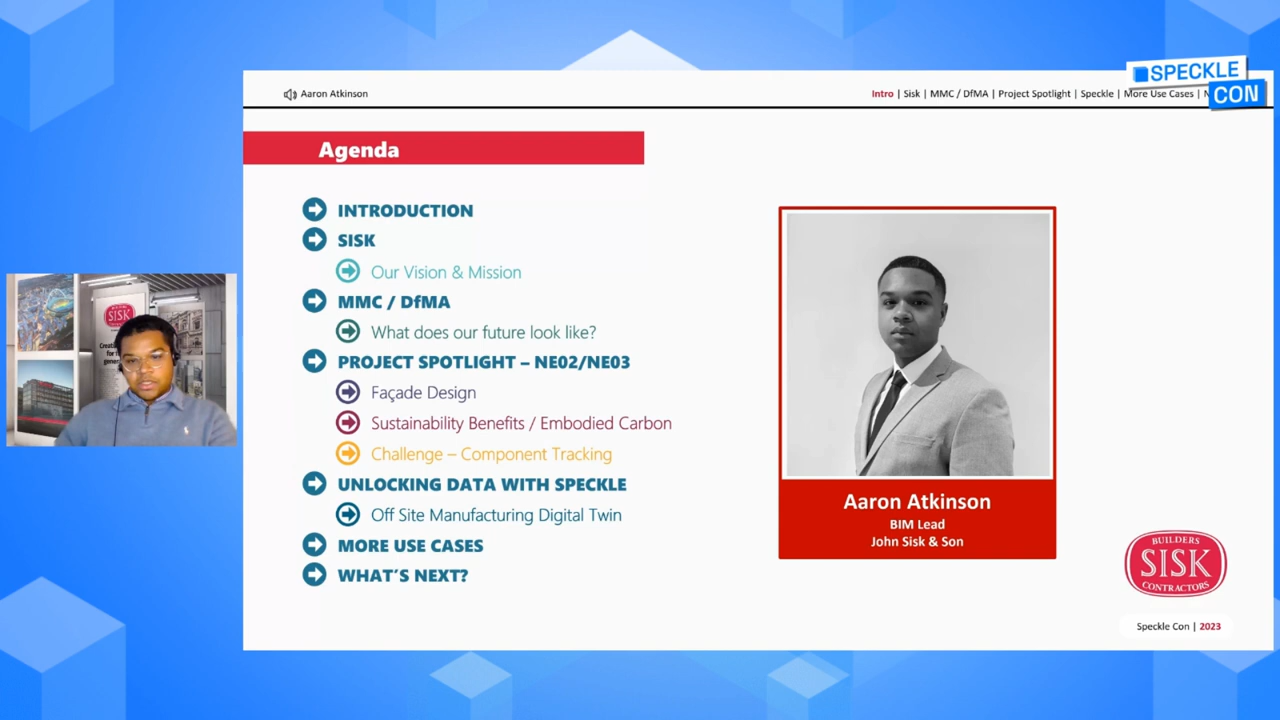 SPECKLE
CON
Aaron Atkinson
Intro | Sisk | MMC / DfMA | Project Spotlight | Speckle | More Use Cases |
Agenda
INTRODUCTION
SISK
Our Vision & Mission
MMC / DfMA
What does our future look like?
PROJECT SPOTLIGHT – NE02/NE03
Façade Design
Sustainability Benefits / Embodied Carbon
Challenge – Component Tracking
UNLOCKING DATA WITH SPECKLE
Off Site Manufacturing Digital Twin
MORE USE CASES
WHAT'S NEXT?
Aaron Atkinson
BIM Lead
John Sisk & Son
BUILDERS
SISK
CONTRACTORS
Speckle Con | 2023
SISK